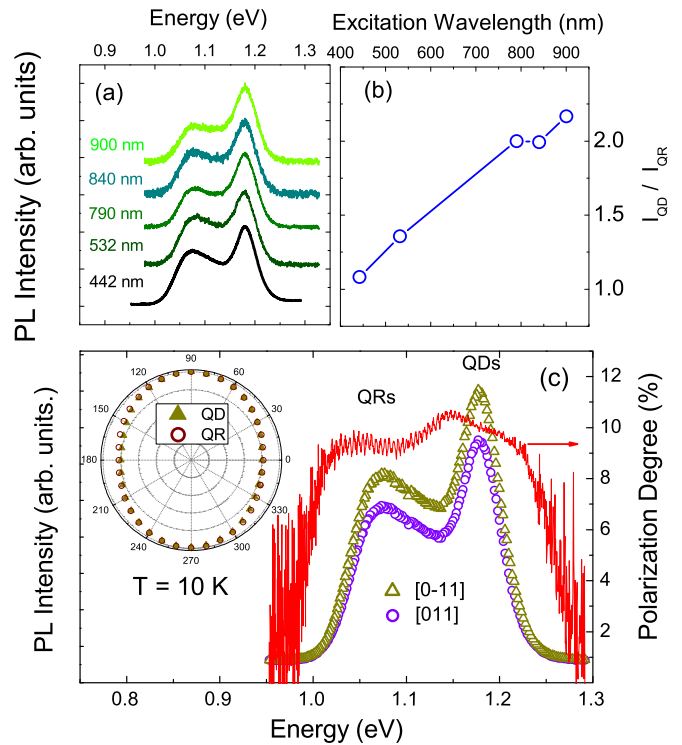 Energy (eV)
Excitation Wavelength (nm)
0.9 1.0 1.1 1.2 1.3
400 500 600 700 800 900
PL Intensity (arb. units)
(a)
900 nm
840 nm
790 nm
532 nm
442 nm
(b)
2.0
1.5
1.0
I_QD / I_QR
PL Intensity (arb. units.)
(c)
QDs
QRs
90
120 60
150 30
180 0
210 330
240 300
270
QD
QR
T = 10 K
[0-11]
[011]
12
10
8
6
4
2
Polarization Degree (%)
0.8 0.9 1.0 1.1 1.2 1.3
Energy (eV)